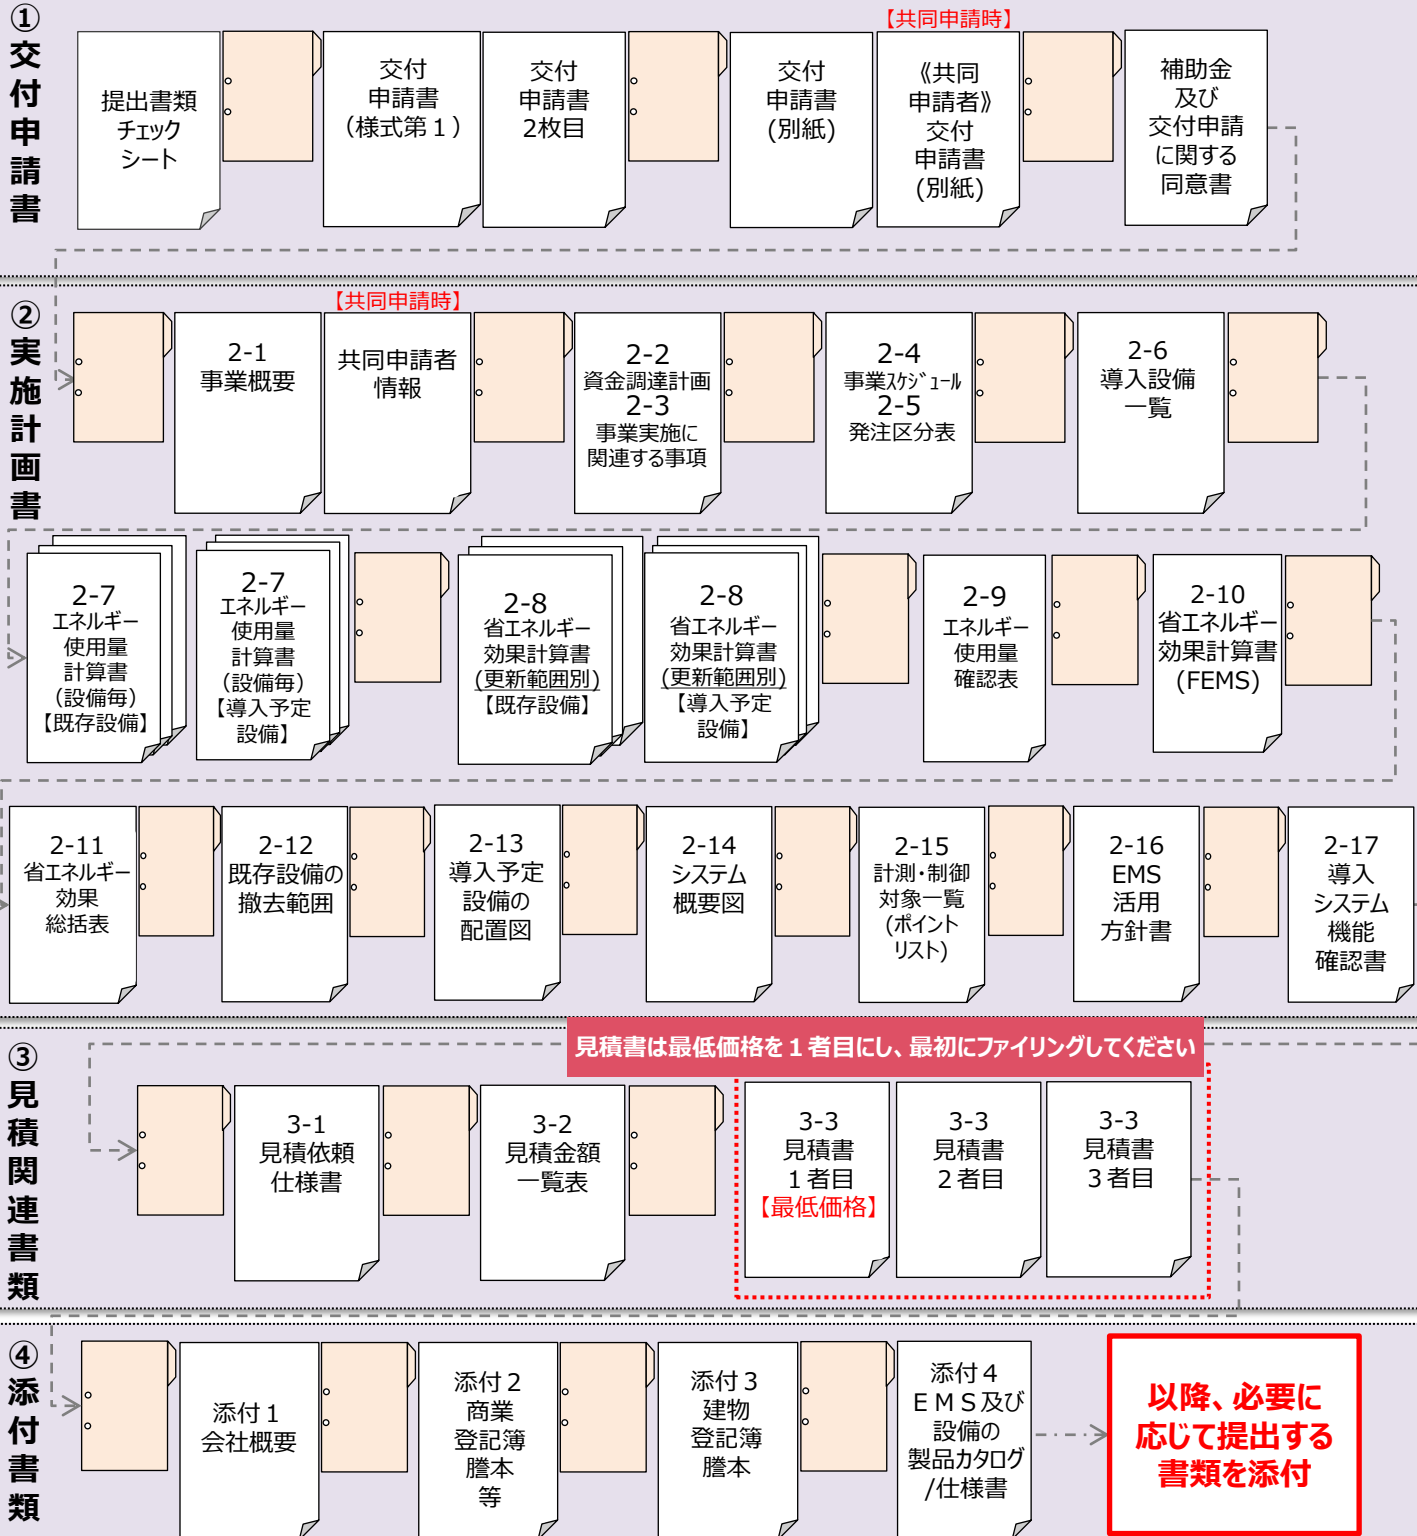 ①
交
付
申
請
書
提出書類
チェック
シート
交付
申請書
（様式第１）
交付
申請書
2枚目
交付
申請書
(別紙)
【共同申請時】
《共同
申請者》
交付
申請書
(別紙)
補助金
及び
交付申請
に関する
同意書
②
実
施
計
画
書
2-1
事業概要
【共同申請時】
共同申請者
情報
2-2
資金調達計画
2-3
事業実施に
関連する事項
2-4
事業ｽｹｼﾞｭｰﾙ
2-5
発注区分表
2-6
導入設備
一覧
2-7
エネルギー
使用量
計算書
（設備毎）
【既存設備】
2-7
エネルギー
使用量
計算書
（設備毎）
【導入予定
設備】
2-8
省エネルギー
効果計算書
(更新範囲別)
【既存設備】
2-8
省エネルギー
効果計算書
(更新範囲別)
【導入予定
設備】
2-9
エネルギー
使用量
確認表
2-10
省エネルギー
効果計算書
(FEMS)
2-11
省エネルギー
効果
総括表
2-12
既存設備の
撤去範囲
2-13
導入予定
設備の
配置図
2-14
システム
概要図
2-15
計測・制御
対象一覧
(ポイント
リスト)
2-16
EMS
活用
方針書
2-17
導入
システム
機能
確認書
③
見
積
関
連
書
類
見積書は最低価格を１者目にし、最初にファイリングしてください
3-1
見積依頼
仕様書
3-2
見積金額
一覧表
3-3
見積書
１者目
【最低価格】
3-3
見積書
２者目
3-3
見積書
３者目
④
添
付
書
類
添付１
会社概要
添付２
商業
登記簿
謄本
等
添付３
建物
登記簿
謄本
添付４
ＥＭＳ及び
設備の
製品カタログ
/仕様書
以降、必要に
応じて提出する
書類を添付